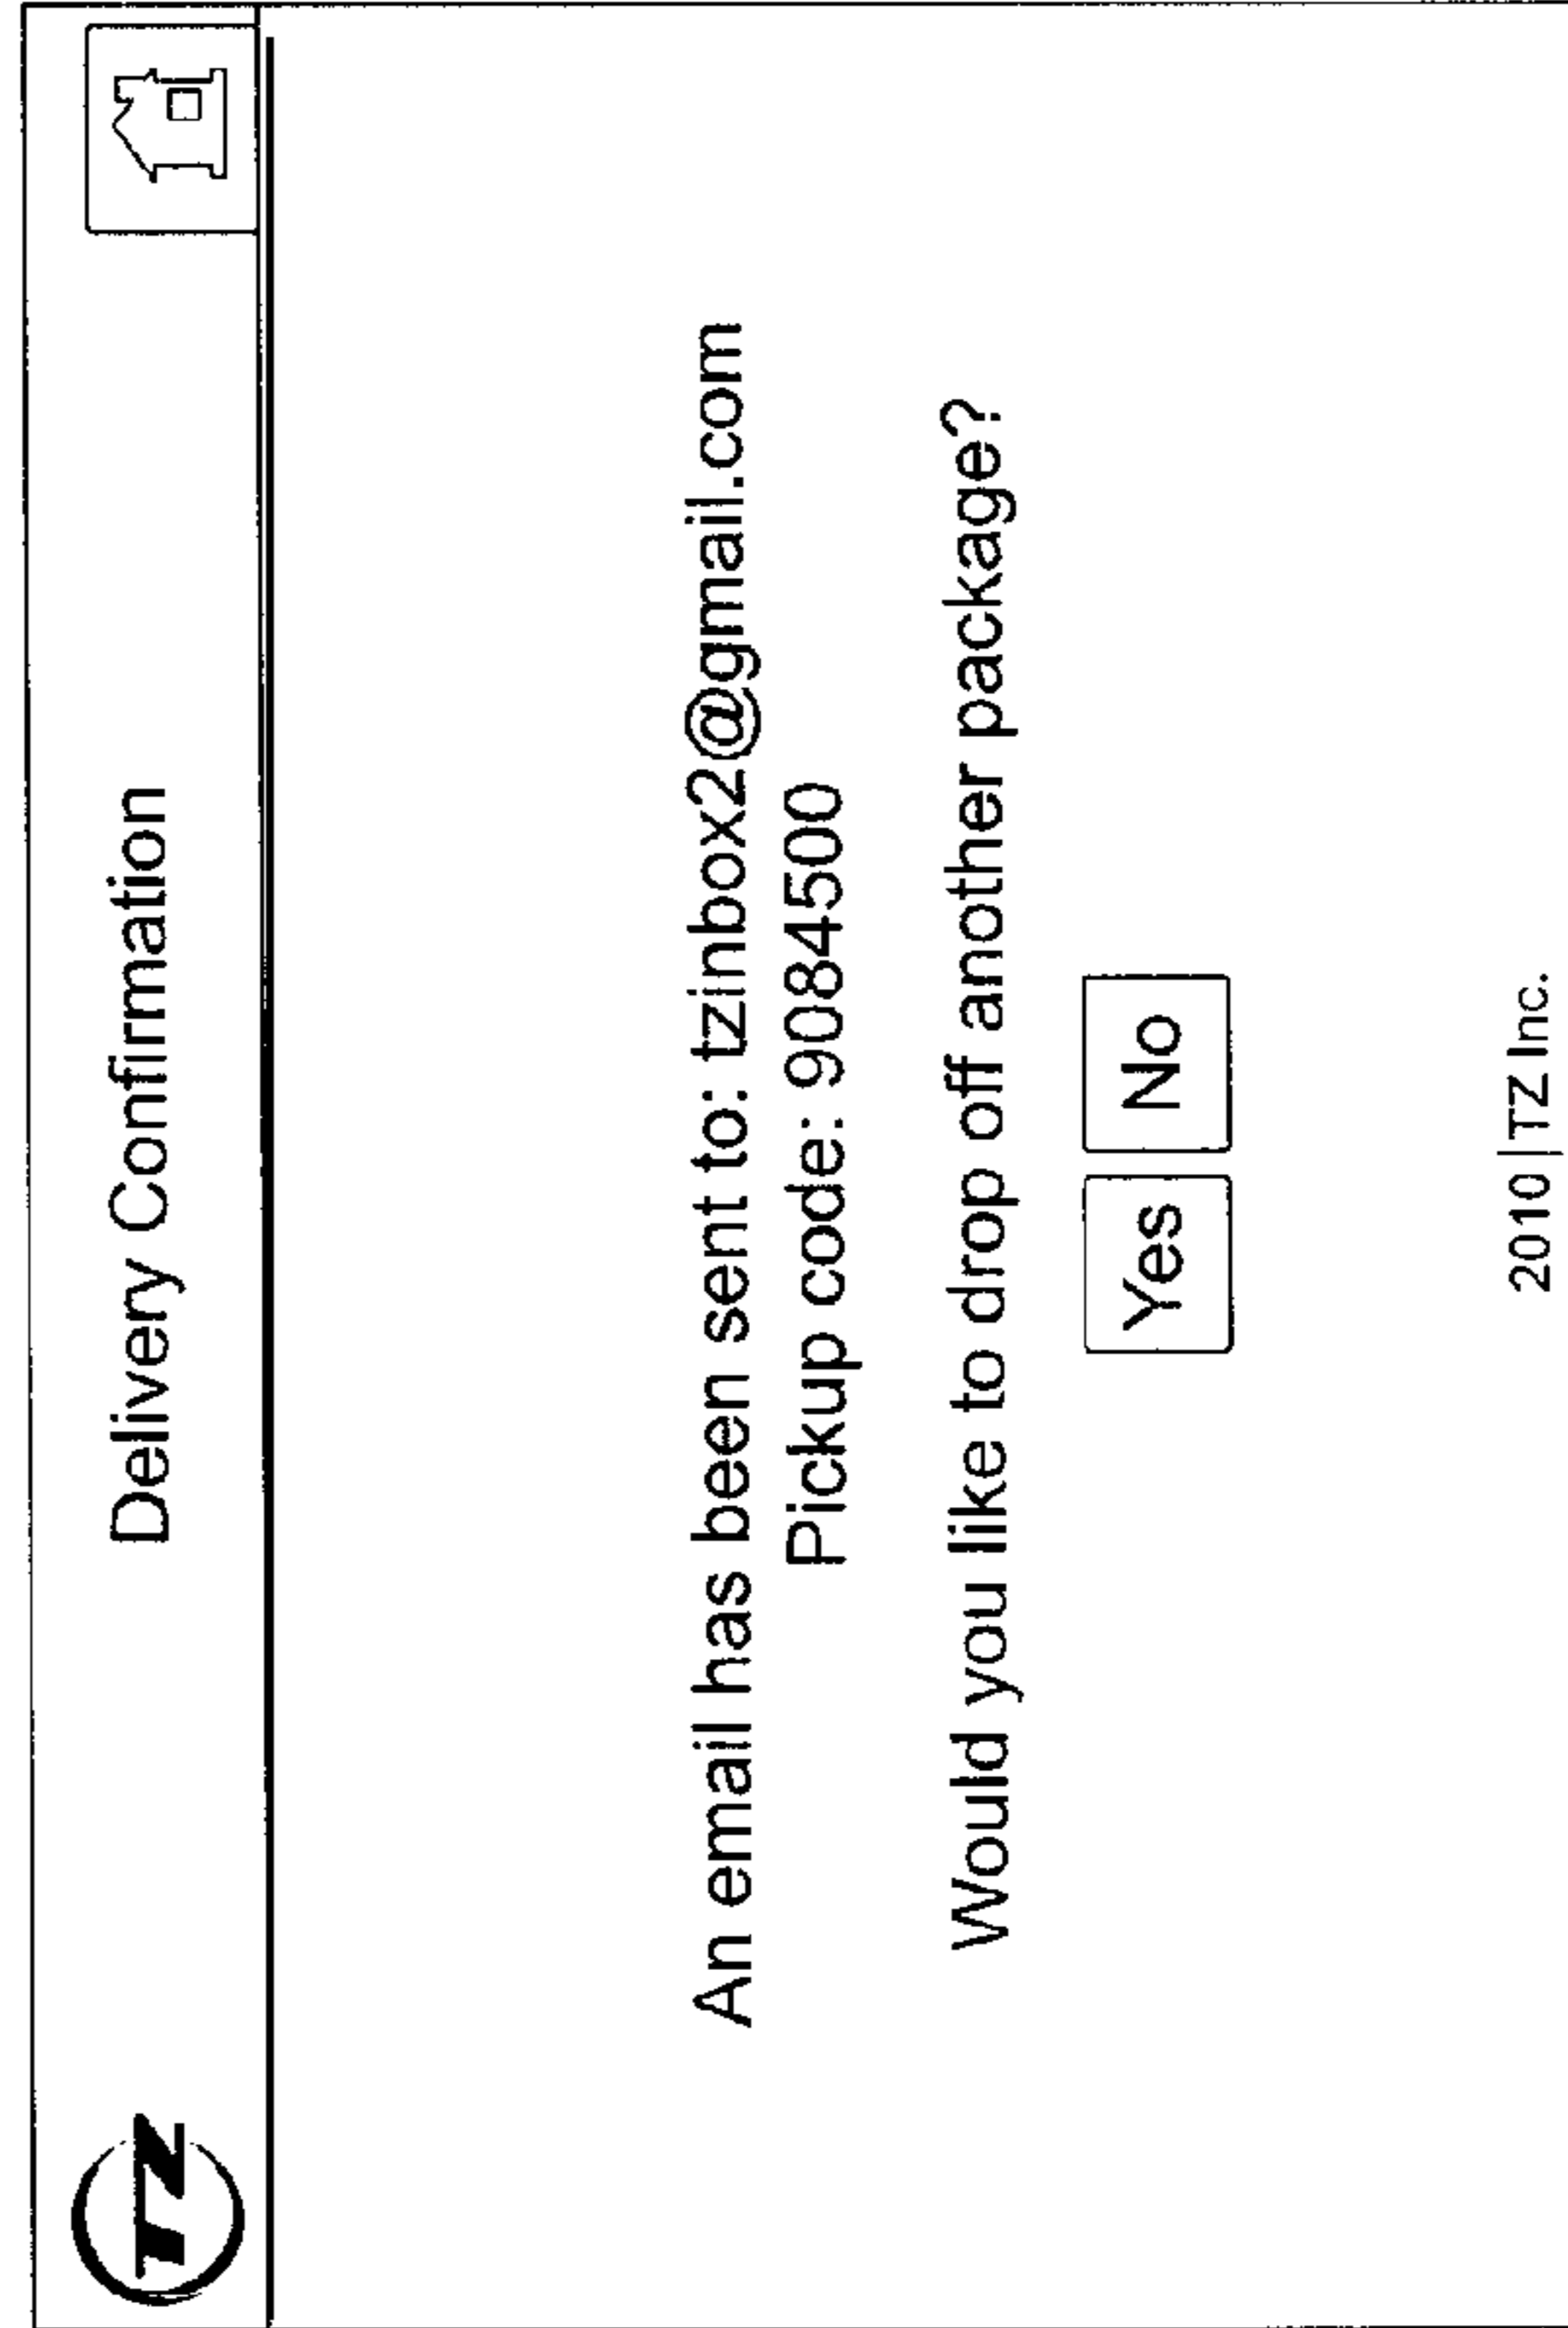 TZ
Delivery Confirmation
An email has been sent to: tzinbox2@gmail.com
Pickup code: 9084500
Would you like to drop off another package?
Yes No
2010 | TZ Inc.